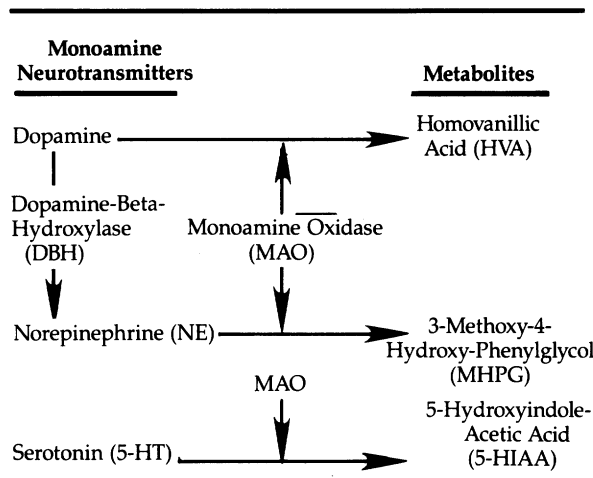 Monoamine
Neurotransmitters
Metabolites
Dopamine
Homovanillic
Acid (HVA)
Dopamine-Beta-
Hydroxylase
(DBH)
Monoamine Oxidase
(MAO)
Norepinephrine (NE)
3-Methoxy-4-
Hydroxy-Phenylglycol
(MHPG)
MAO
Serotonin (5-HT)
5-Hydroxyindole-
Acetic Acid
(5-HIAA)